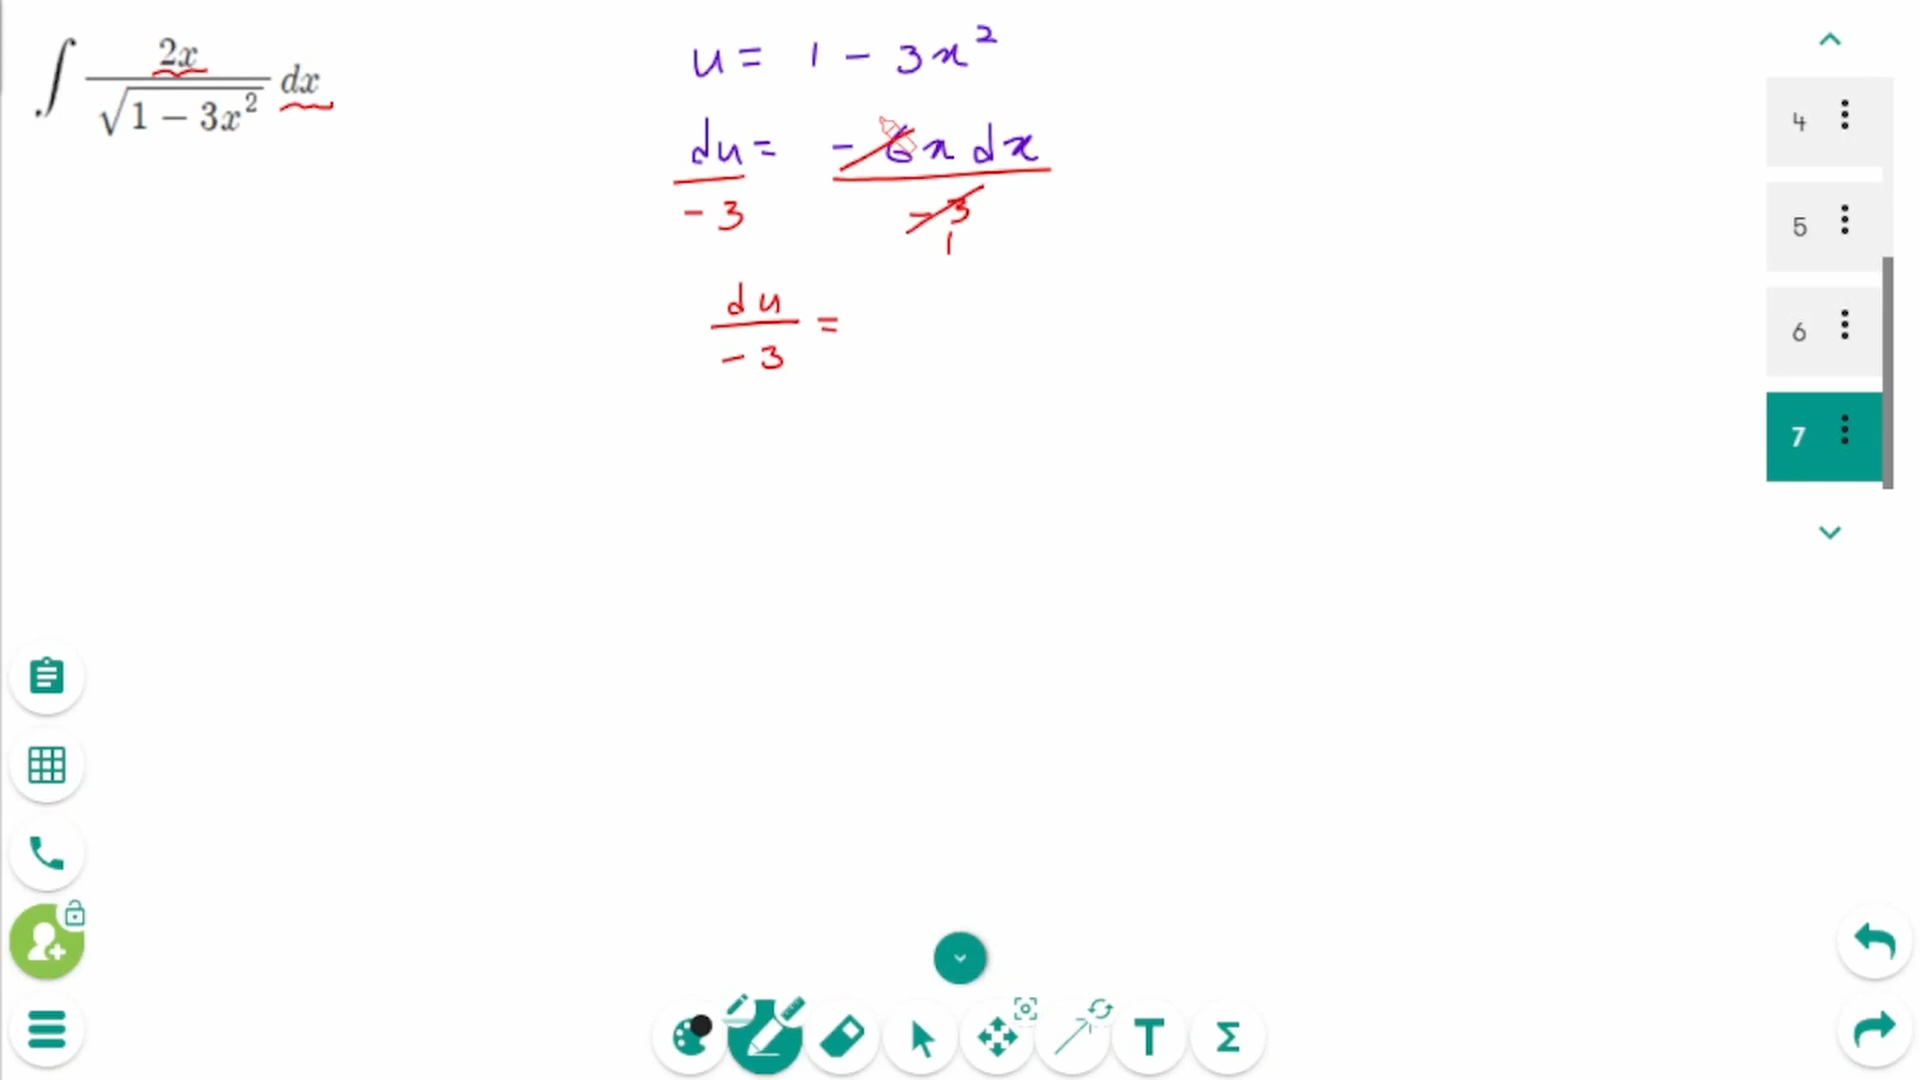 ∫ 2x / √(1 − 3x²) dx
u = 1 − 3x²
du / −3 = −6x dx / −3
1
du / −3 =
4
5
6
7
T
Σ